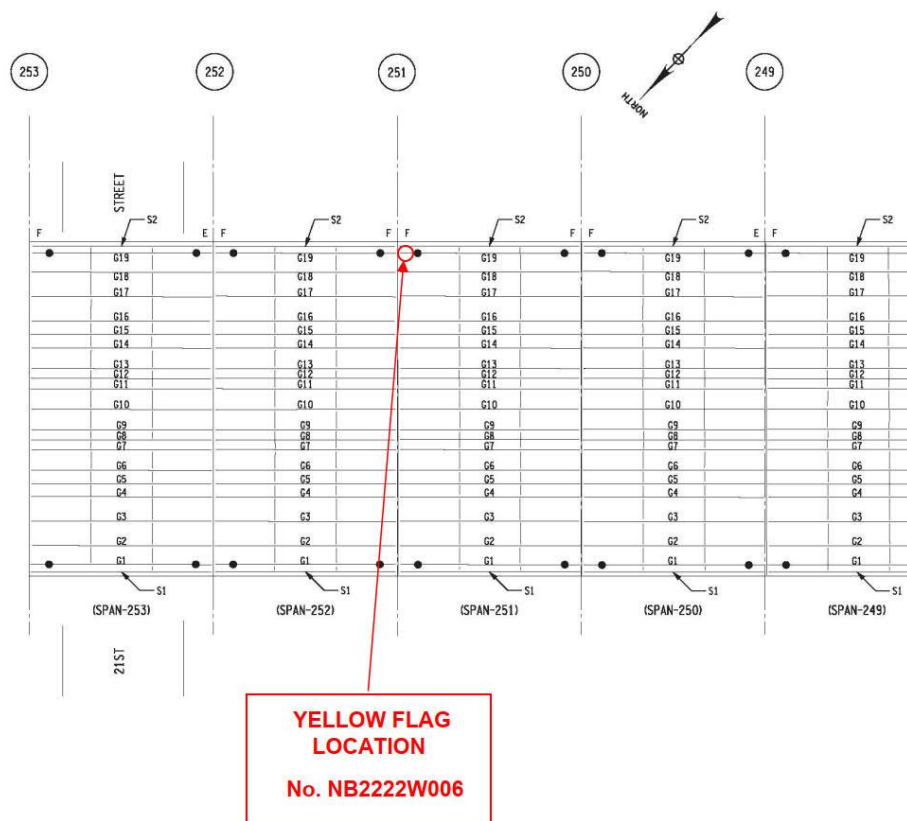 253
252
251
250
249
NORTH
STREET
S2
S2
S2
S2
S2
F
E F
F F
F F
E F
G19 G19 G19 G19 G19
G18 G18 G18 G18 G18
G17 G17 G17 G17 G17
G16 G16 G16 G16 G16
G15 G15 G15 G15 G15
G14 G14 G14 G14 G14
G13 G13 G13 G13 G13
G12 G12 G12 G12 G12
G11 G11 G11 G11 G11
G10 G10 G10 G10 G10
G9 G9 G9 G9 G9
G8 G8 G8 G8 G8
G7 G7 G7 G7 G7
G6 G6 G6 G6 G6
G5 G5 G5 G5 G5
G4 G4 G4 G4 G4
G3 G3 G3 G3 G3
G2 G2 G2 G2 G2
G1 G1 G1 G1 G1
S1
S1
S1
S1
S1
(SPAN-253) (SPAN-252) (SPAN-251) (SPAN-250) (SPAN-249)
21ST
YELLOW FLAG
LOCATION
No. NB2222W006